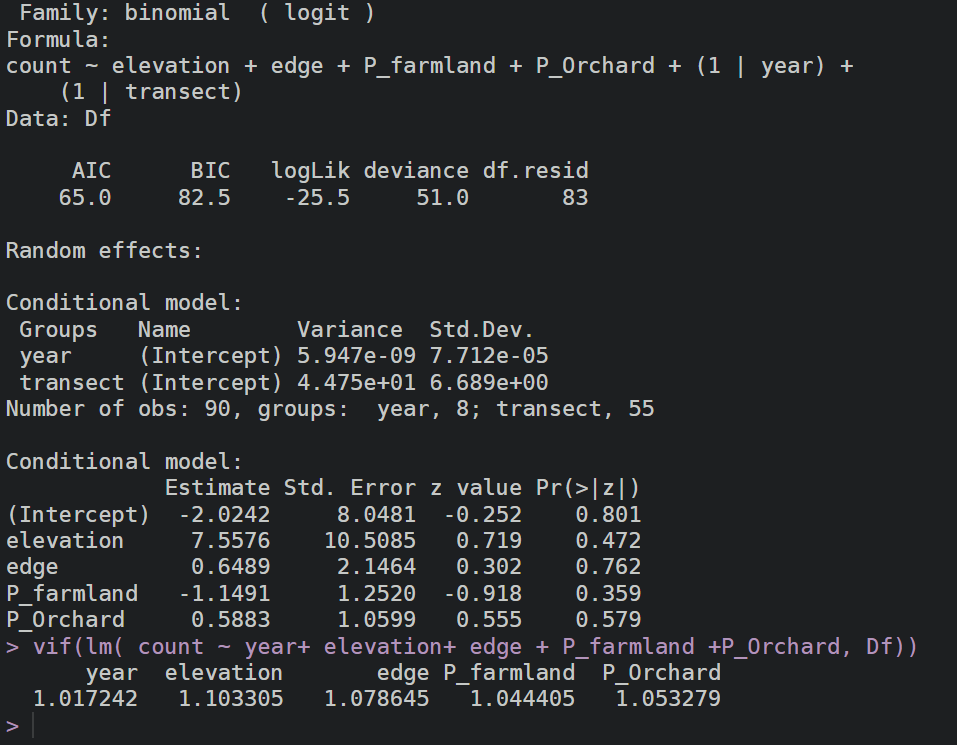 Family: binomial  ( logit )
Formula:
count ~ elevation + edge + P_farmland + P_Orchard + (1 | year) +
    (1 | transect)
Data: Df
     AIC      BIC   logLik deviance df.resid
    65.0     82.5    -25.5     51.0       83
Random effects:
Conditional model:
 Groups   Name        Variance  Std.Dev.
 year     (Intercept) 5.947e-09 7.712e-05
 transect (Intercept) 4.475e+01 6.689e+00
Number of obs: 90, groups:  year, 8; transect, 55
Conditional model:
            Estimate Std. Error z value Pr(>|z|)
(Intercept)  -2.0242     8.0481  -0.252    0.801
elevation     7.5576    10.5085   0.719    0.472
edge          0.6489     2.1464   0.302    0.762
P_farmland   -1.1491     1.2520  -0.918    0.359
P_Orchard     0.5883     1.0599   0.555    0.579
> vif(lm( count ~ year+ elevation+ edge + P_farmland +P_Orchard, Df))
      year  elevation       edge P_farmland  P_Orchard
  1.017242   1.103305   1.078645   1.044405   1.053279
>